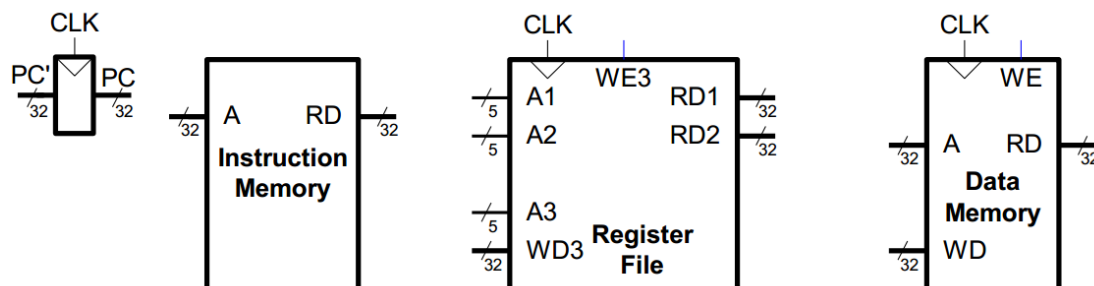 CLK
PC' PC
32 32
A RD
32 32
Instruction
Memory
CLK
WE3
A1 RD1
5 32
A2 RD2
5 32
A3
5
WD3
32
Register
File
CLK
WE
A RD
32 32
Data
Memory
WD
32